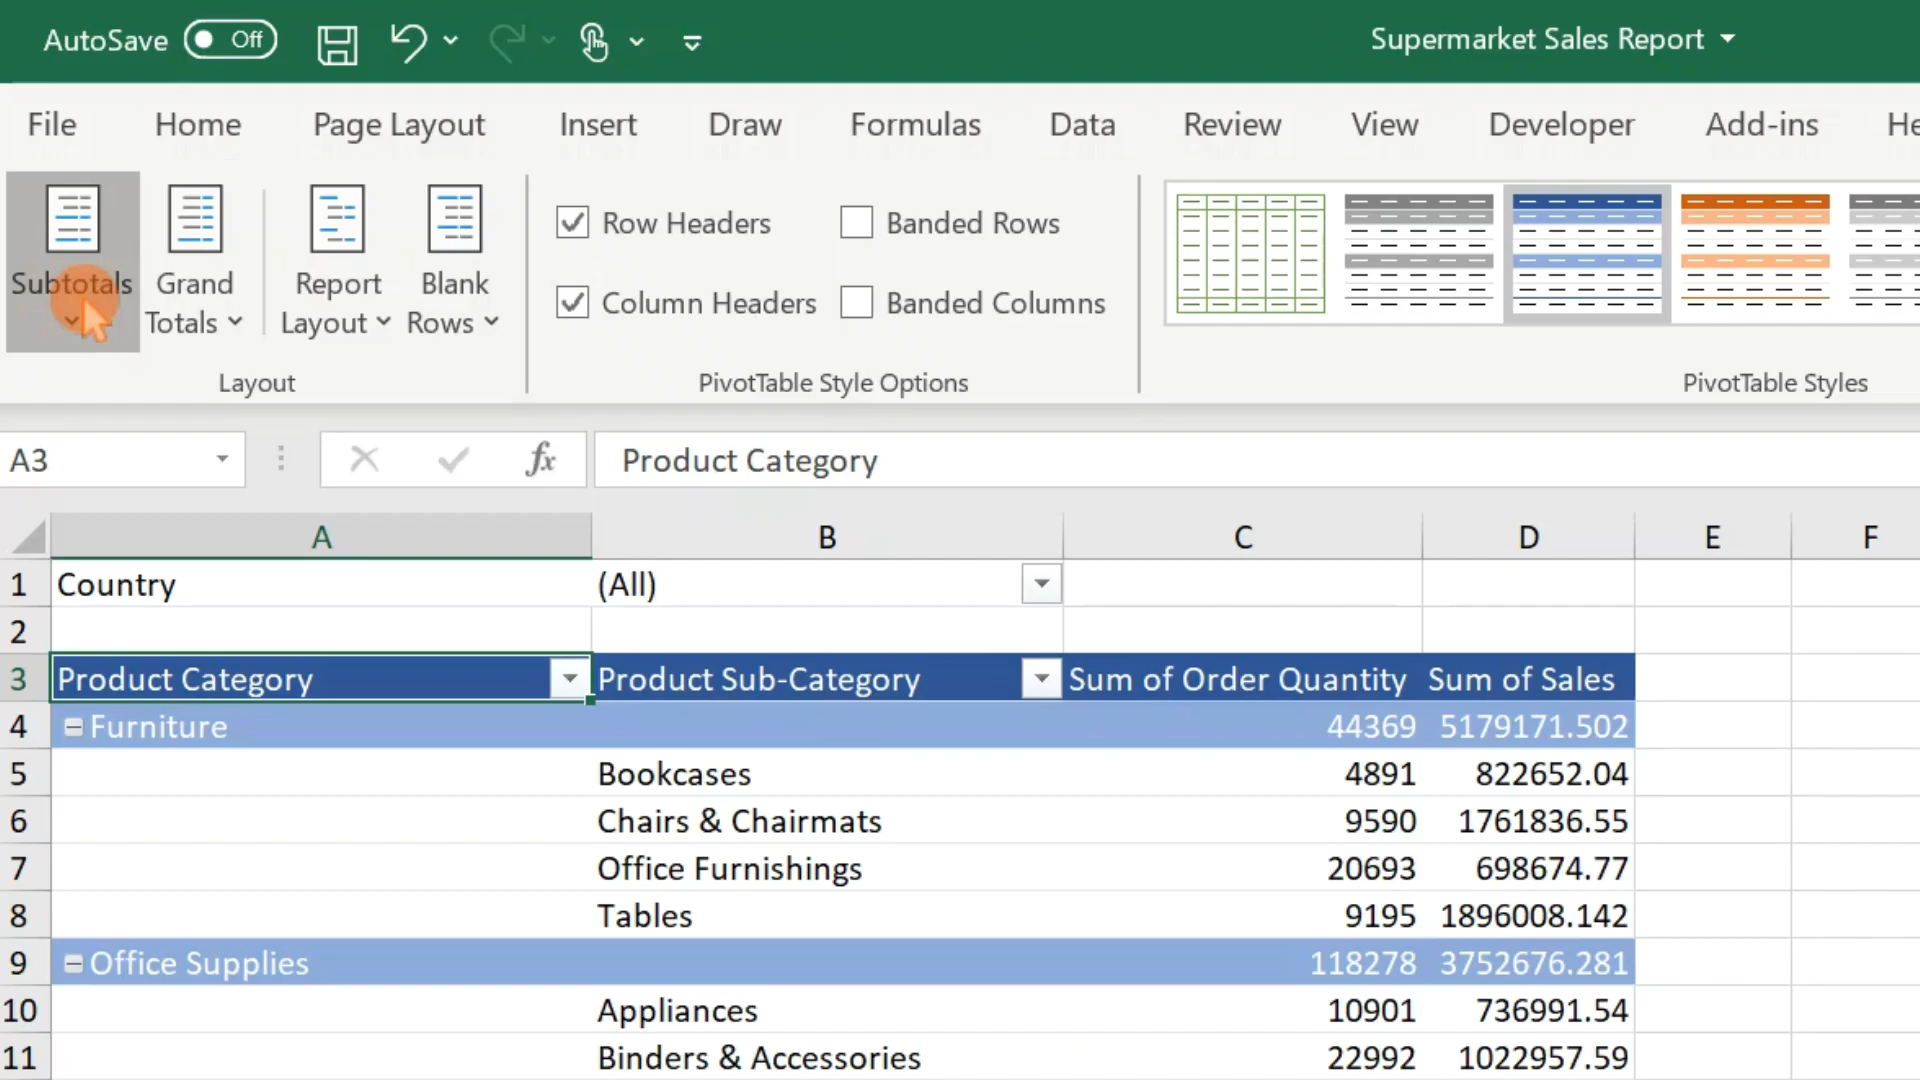 AutoSave Off Supermarket Sales Report
File Home Page Layout Insert Draw Formulas Data Review View Developer Add-ins He
Subtotals Grand Totals Report Layout Blank Rows
Row Headers Banded Rows
Column Headers Banded Columns
Layout PivotTable Style Options PivotTable Styles
A3 fx Product Category
A B C D E F
1 Country (All)
2
3 Product Category Product Sub-Category Sum of Order Quantity Sum of Sales
4 Furniture 44369 5179171.502
5 Bookcases 4891 822652.04
6 Chairs & Chairmats 9590 1761836.55
7 Office Furnishings 20693 698674.77
8 Tables 9195 1896008.142
9 Office Supplies 118278 3752676.281
10 Appliances 10901 736991.54
11 Binders & Accessories 22992 1022957.59